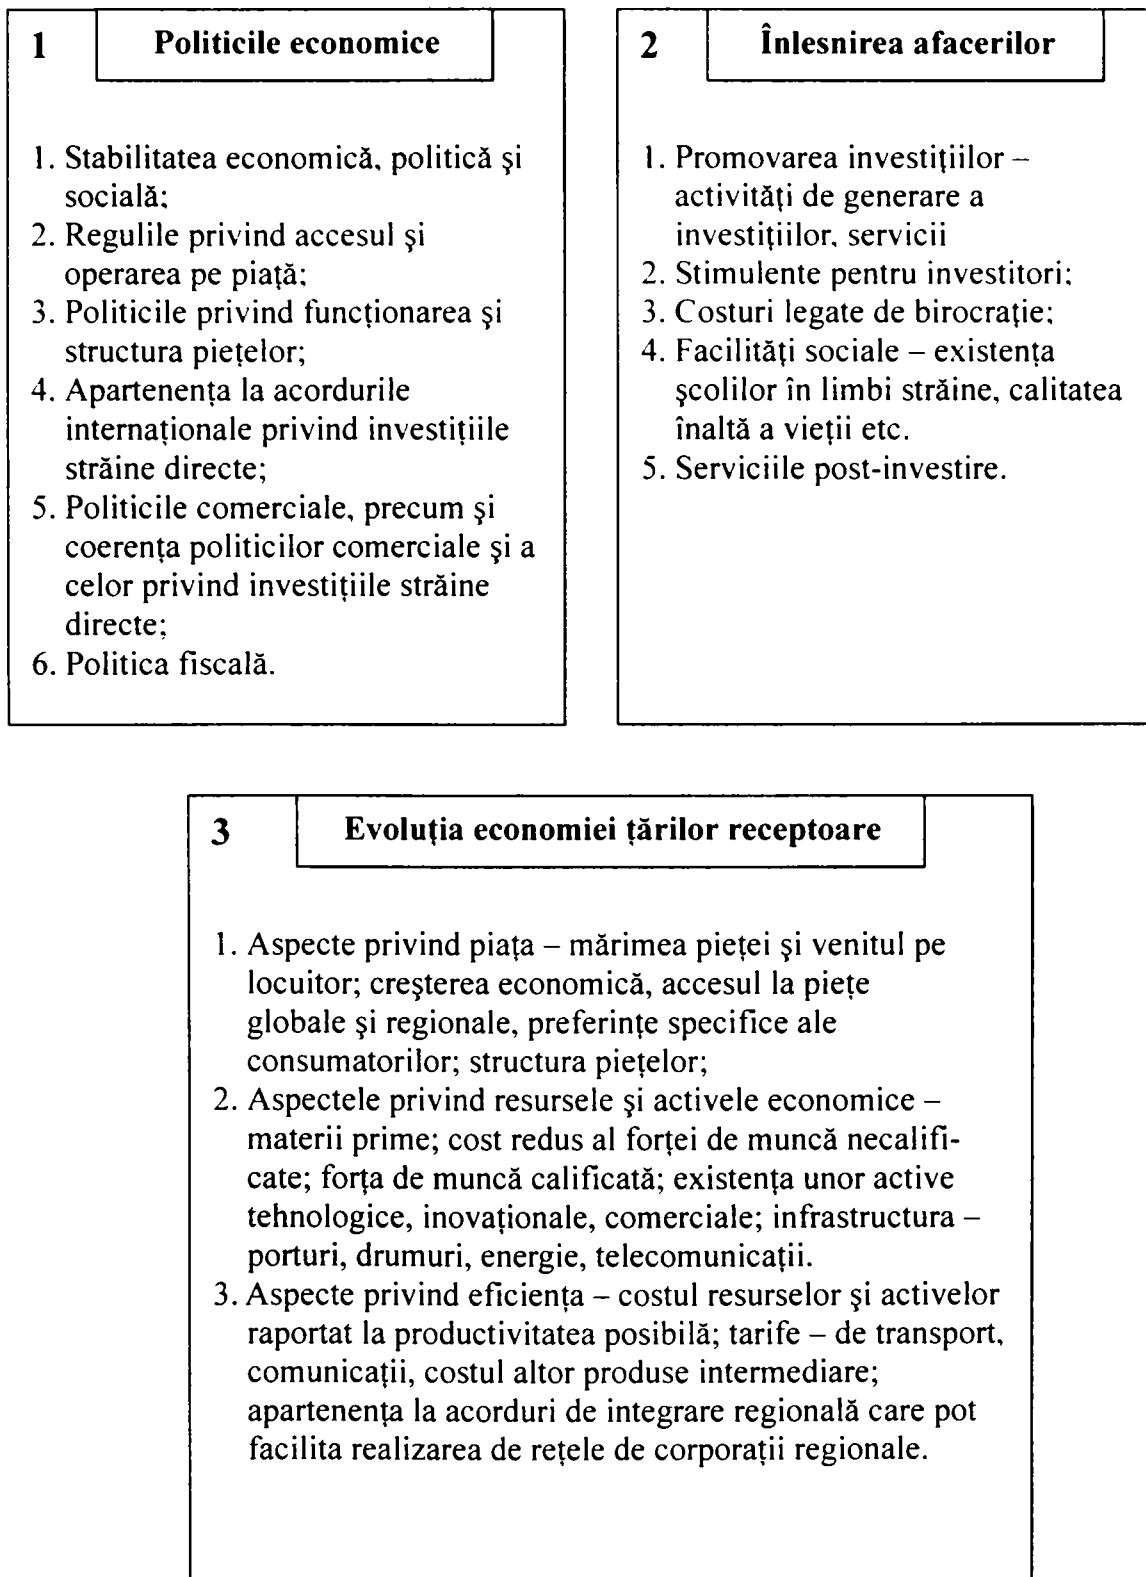 1 Politicile economice
1. Stabilitatea economică, politică şi
socială;
2. Regulile privind accesul şi
operarea pe piaţă;
3. Politicile privind funcţionarea şi
structura pieţelor;
4. Apartenenţa la acordurile
internaţionale privind investiţiile
străine directe;
5. Politicile comerciale, precum şi
coerenţa politicilor comerciale şi a
celor privind investiţiile străine
directe;
6. Politica fiscală.
2 Înlesnirea afacerilor
1. Promovarea investiţiilor –
activităţi de generare a
investiţiilor, servicii
2. Stimulente pentru investitori;
3. Costuri legate de birocraţie;
4. Facilităţi sociale – existenţa
şcolilor în limbi străine, calitatea
înaltă a vieţii etc.
5. Serviciile post-investire.
3 Evoluţia economiei ţărilor receptoare
1. Aspecte privind piaţa – mărimea pieţei şi venitul pe
locuitor; creşterea economică, accesul la pieţe
globale şi regionale, preferinţe specifice ale
consumatorilor; structura pieţelor;
2. Aspectele privind resursele şi activele economice –
materii prime; cost redus al forţei de muncă necalifi-
cate; forţa de muncă calificată; existenţa unor active
tehnologice, inovaţionale, comerciale; infrastructura –
porturi, drumuri, energie, telecomunicaţii.
3. Aspecte privind eficienţa – costul resurselor şi activelor
raportat la productivitatea posibilă; tarife – de transport,
comunicaţii, costul altor produse intermediare;
apartenenţa la acorduri de integrare regională care pot
facilita realizarea de reţele de corporaţii regionale.